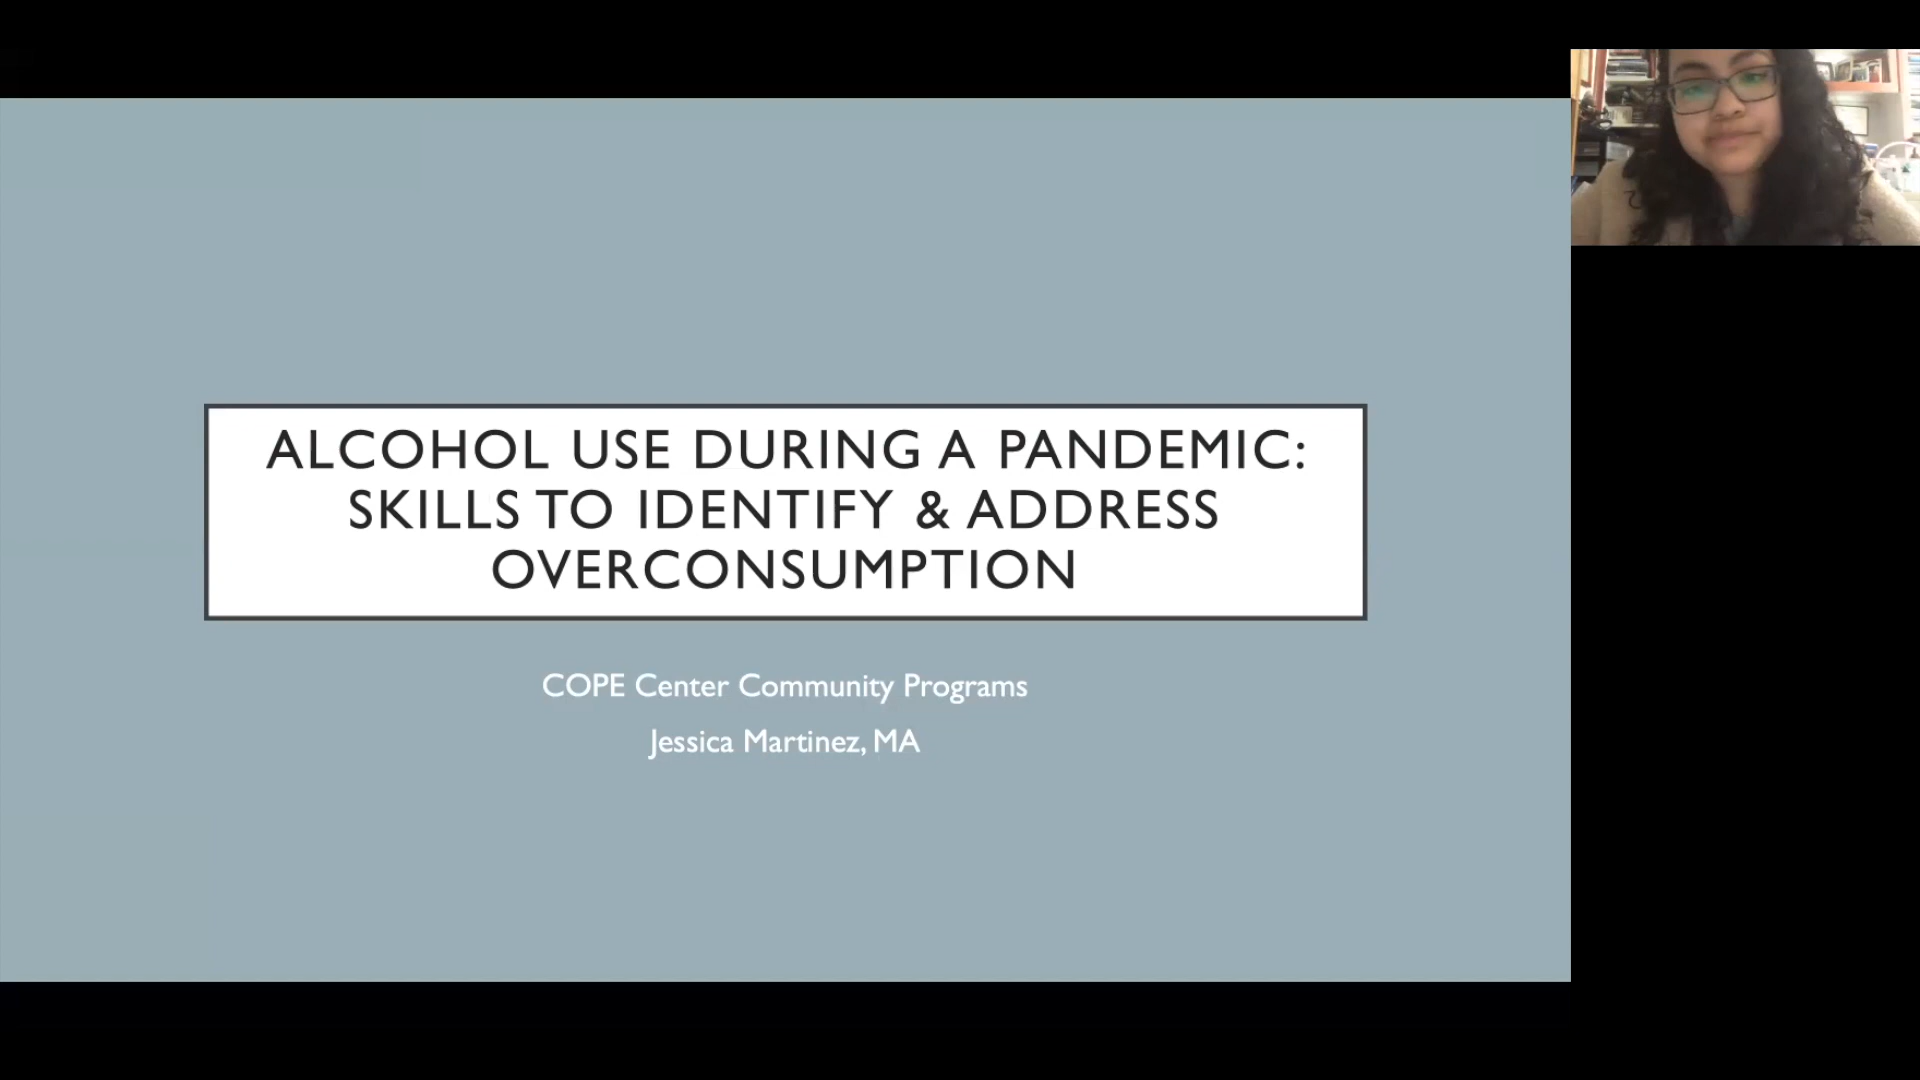 ALCOHOL USE DURING A PANDEMIC:
SKILLS TO IDENTIFY & ADDRESS
OVERCONSUMPTION
COPE Center Community Programs
Jessica Martinez, MA